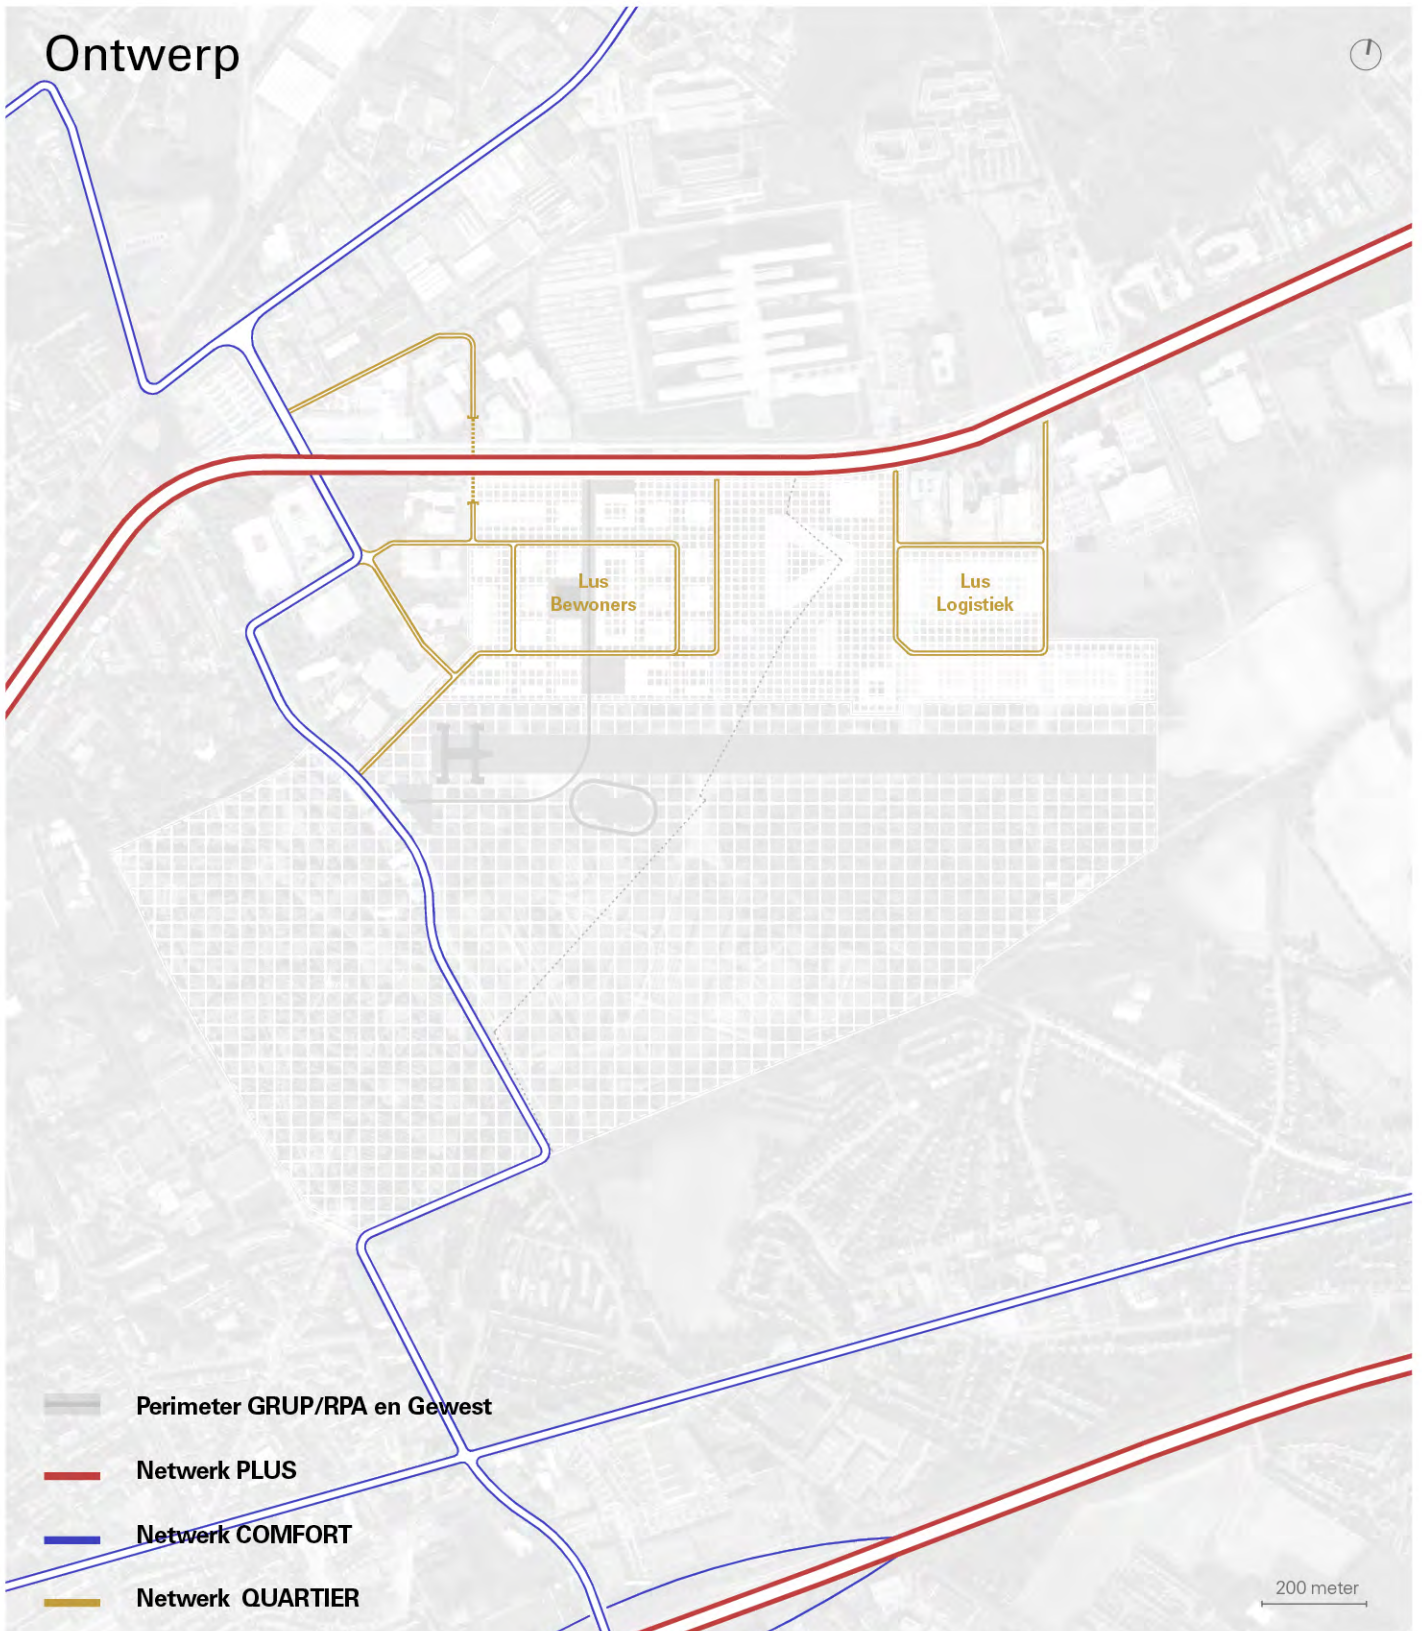 Ontwerp
Lus
Bewoners
Lus
Logistiek
Perimeter GRUP/RPA en Gewest
Netwerk PLUS
Netwerk COMFORT
Netwerk QUARTIER
200 meter